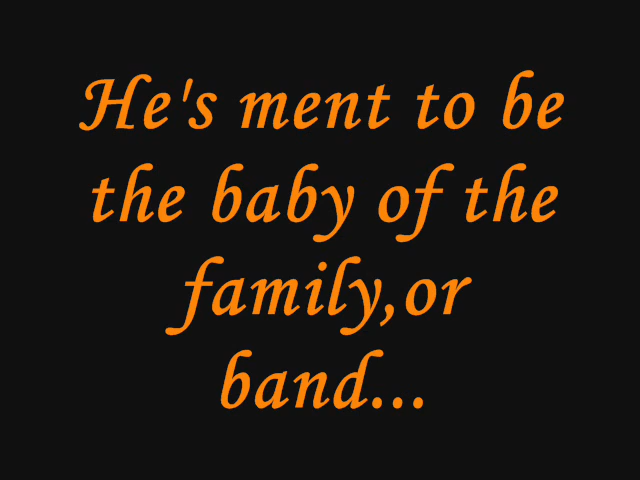 He's ment to be
the baby of the
family,or
band...